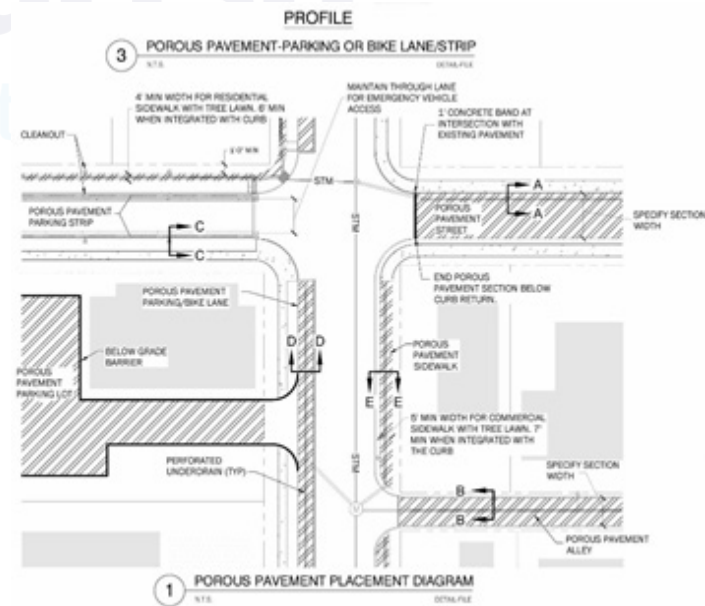 PROFILE
3 POROUS PAVEMENT-PARKING OR BIKE LANE/STRIP
N.T.S. DETAIL-FILE
4' MIN WIDTH FOR RESIDENTIAL
SIDEWALK WITH TREE LAWN. 6' MIN
WHEN INTEGRATED WITH CURB
MAINTAIN THROUGH LANE
FOR EMERGENCY VEHICLE
ACCESS
1' CONCRETE BAND AT
INTERSECTION WITH
EXISTING PAVEMENT
CLEANOUT
MIN
STM
A
A
POROUS PAVEMENT
PARKING STRIP
C
C
STM
POROUS
PAVEMENT
STREET
SPECIFY SECTION
WIDTH
END POROUS
PAVEMENT SECTION BELOW
CURB RETURN.
POROUS PAVEMENT
PARKING/BIKE LANE
D D
BELOW GRADE
BARRIER
POROUS
PAVEMENT
PARKING LOT
POROUS
PAVEMENT
SIDEWALK
E E
5' MIN WIDTH FOR COMMERCIAL
SIDEWALK WITH TREE LAWN. 7'
MIN WHEN INTEGRATED WITH
THE CURB
PERFORATED
UNDERDRAIN (TYP)
STM
SPECIFY SECTION
WIDTH
B
B
M
POROUS PAVEMENT
ALLEY
1 POROUS PAVEMENT PLACEMENT DIAGRAM
N.T.S. DETAIL-FILE